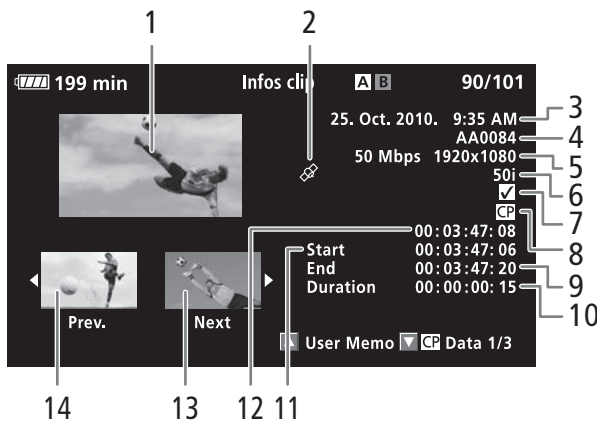 1 2
199 min Infos clip A B 90/101
25. Oct. 2010. 9:35 AM 3
AA0084 4
50 Mbps 1920x1080 5
50i 6
7
CP 8
00:03:47:08
Start 00:03:47:06
End 00:03:47:20 9
Duration 00:00:00:15 10
Prev. Next
User Memo CP Data 1/3
14 13 12 11